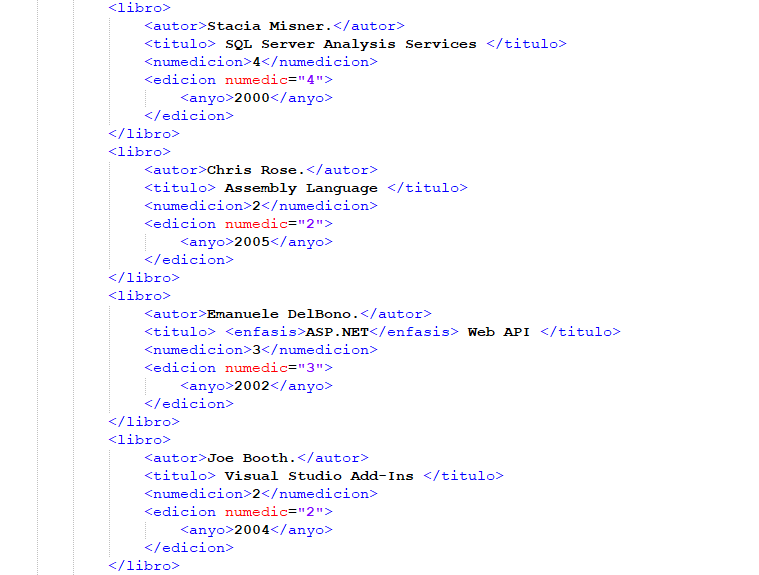 <libro>
<autor>Stacia Misner.</autor>
<titulo> SQL Server Analysis Services </titulo>
<numedicion>4</numedicion>
<edicion numedic="4">
<anyo>2000</anyo>
</edicion>
</libro>
<libro>
<autor>Chris Rose.</autor>
<titulo> Assembly Language </titulo>
<numedicion>2</numedicion>
<edicion numedic="2">
<anyo>2005</anyo>
</edicion>
</libro>
<libro>
<autor>Emanuele DelBono.</autor>
<titulo> <enfasis>ASP.NET</enfasis> Web API </titulo>
<numedicion>3</numedicion>
<edicion numedic="3">
<anyo>2002</anyo>
</edicion>
</libro>
<libro>
<autor>Joe Booth.</autor>
<titulo> Visual Studio Add-Ins </titulo>
<numedicion>2</numedicion>
<edicion numedic="2">
<anyo>2004</anyo>
</edicion>
</libro>